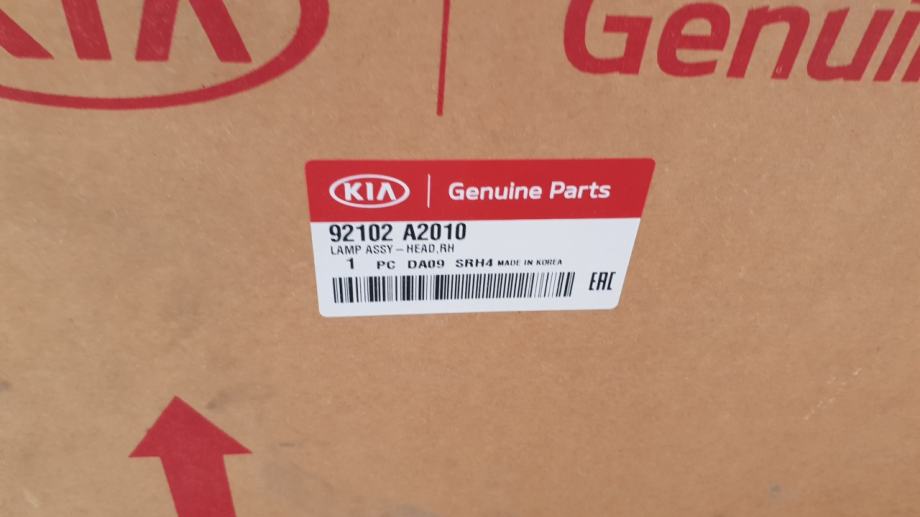 KIA
Genui
KIA | Genuine Parts
92102 A2010
LAMP ASSY-HEAD,RH
1 PC DA09 SRH4 MADE IN KOREA
EAC